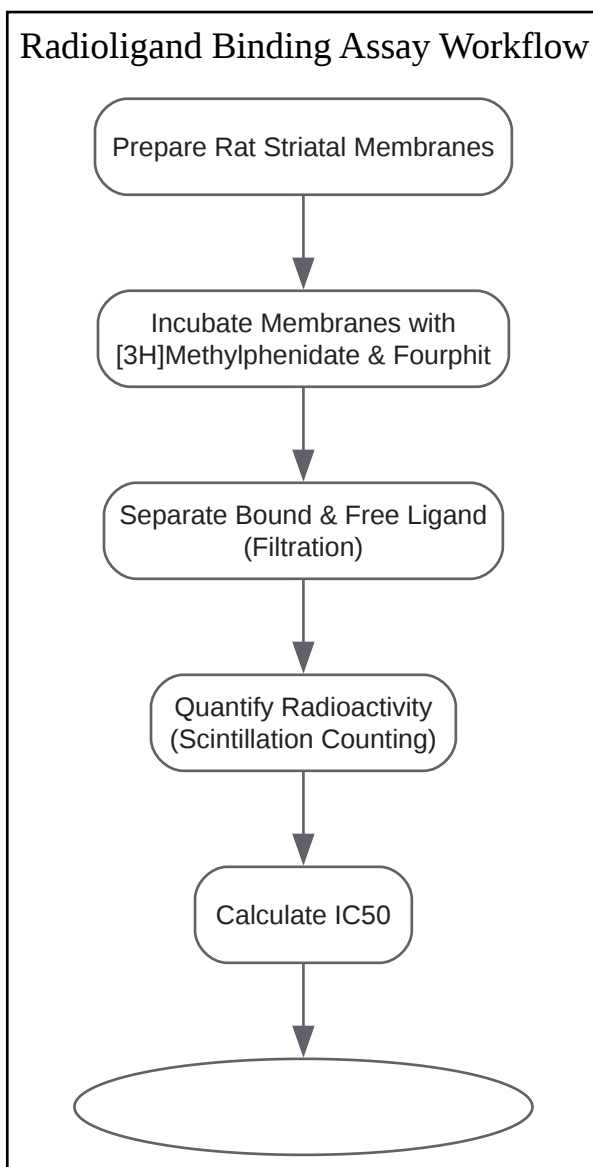 Radioligand Binding Assay Workflow
Prepare Rat Striatal Membranes
Incubate Membranes with
[3H]Methylphenidate & Fourphit
Separate Bound & Free Ligand
(Filtration)
Quantify Radioactivity
(Scintillation Counting)
Calculate IC50